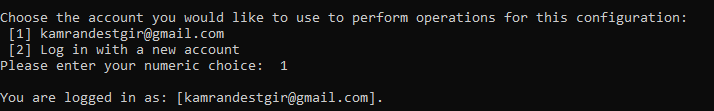 Choose the account you would like to use to perform operations for this configuration:
[1] kamrandestgir@gmail.com
[2] Log in with a new account
Please enter your numeric choice:  1
You are logged in as: [kamrandestgir@gmail.com].